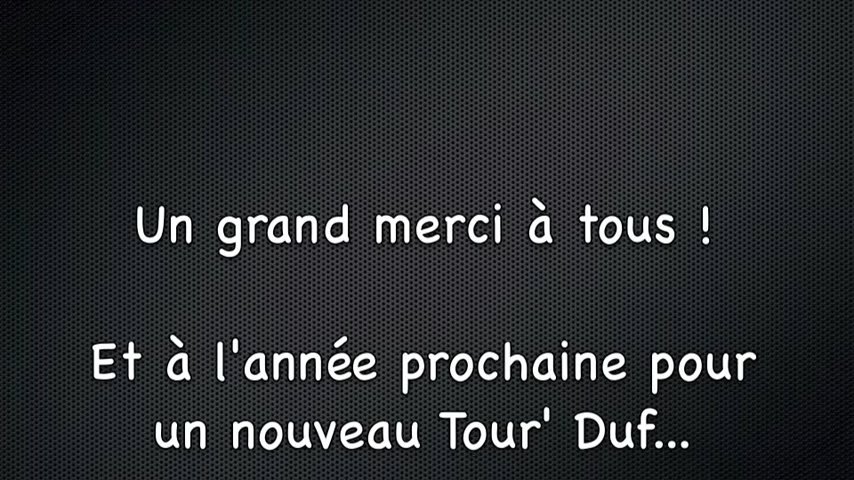 Un grand merci à tous !
Et à l'année prochaine pour
un nouveau Tour' Duf...